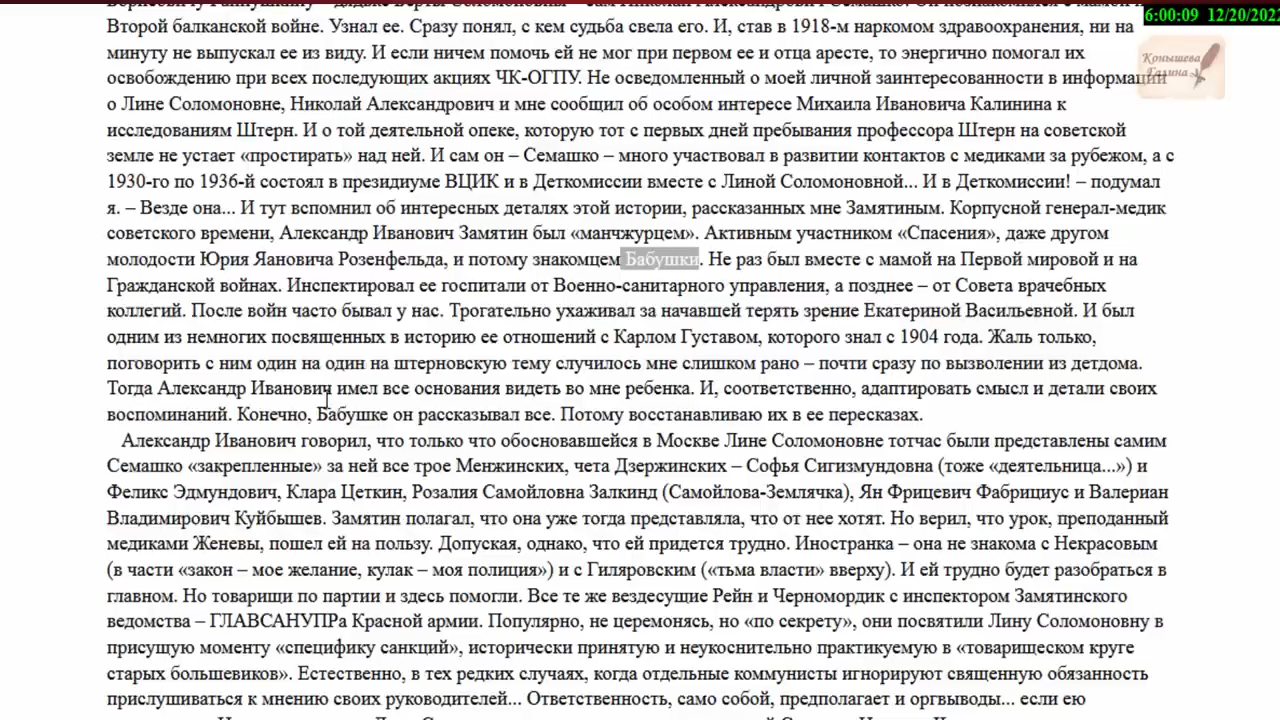 6:00:09 12/20/202
Конышева
Галина
Второй балканской войне. Узнал ее. Сразу понял, с кем судьба свела его. И, став в 1918-м наркомом здравоохранения, ни на
минуту не выпускал ее из виду. И если ничем помочь ей не мог при первом ее и отца аресте, то энергично помогал их
освобождению при всех последующих акциях ЧК-ОГПУ. Не осведомленный о моей личной заинтересованности в информации
о Лине Соломоновне, Николай Александрович и мне сообщил об особом интересе Михаила Ивановича Калинина к
исследованиям Штерн. И о той деятельной опеке, которую тот с первых дней пребывания профессора Штерн на советской
земле не устает «простирать» над ней. И сам он – Семашко – много участвовал в развитии контактов с медиками за рубежом, а с
1930-го по 1936-й состоял в президиуме ВЦИК и в Деткомиссии вместе с Линой Соломоновной... И в Деткомиссии! – подумал
я. – Везде она... И тут вспомнил об интересных деталях этой истории, рассказанных мне Замятиным. Корпусной генерал-медик
советского времени, Александр Иванович Замятин был «манчжурцем». Активным участником «Спасения», даже другом
молодости Юрия Яановича Розенфельда, и потому знакомцем Бабушки. Не раз был вместе с мамой на Первой мировой и на
Гражданской войнах. Инспектировал ее госпитали от Военно-санитарного управления, а позднее – от Совета врачебных
коллегий. После войн часто бывал у нас. Трогательно ухаживал за начавшей терять зрение Екатериной Васильевной. И был
одним из немногих посвященных в историю ее отношений с Карлом Густавом, которого знал с 1904 года. Жаль только,
поговорить с ним один на один на штерновскую тему случилось мне слишком рано – почти сразу по вызволении из детдома.
Тогда Александр Иванович имел все основания видеть во мне ребенка. И, соответственно, адаптировать смысл и детали своих
воспоминаний. Конечно, Бабушке он рассказывал все. Потому восстанавливаю их в ее пересказах.
Александр Иванович говорил, что только что обосновавшейся в Москве Лине Соломоновне тотчас были представлены самим
Семашко «закрепленные» за ней все трое Менжинских, чета Дзержинских – Софья Сигизмундовна (тоже «деятельница...») и
Феликс Эдмундович, Клара Цеткин, Розалия Самойловна Залкинд (Самойлова-Землячка), Ян Фрицевич Фабрициус и Валериан
Владимирович Куйбышев. Замятин полагал, что она уже тогда представляла, что от нее хотят. Но верил, что урок, преподанный
медиками Женевы, пошел ей на пользу. Допуская, однако, что ей придется трудно. Иностранка – она не знакома с Некрасовым
(в части «закон – мое желание, кулак – моя полиция») и с Гиляровским («тьма власти» вверху). И ей трудно будет разобраться в
главном. Но товарищи по партии и здесь помогли. Все те же вездесущие Рейн и Черномордик с инспектором Замятинского
ведомства – ГЛАВСАНУПРа Красной армии. Популярно, не церемонясь, но «по секрету», они посвятили Лину Соломоновну в
присущую моменту «специфику санкций», исторически принятую и неукоснительно практикуемую в «товарищеском круге
старых большевиков». Естественно, в тех редких случаях, когда отдельные коммунисты игнорируют священную обязанность
прислушиваться к мнению своих руководителей... Ответственность, само собой, предполагает и оргвыводы... если ею